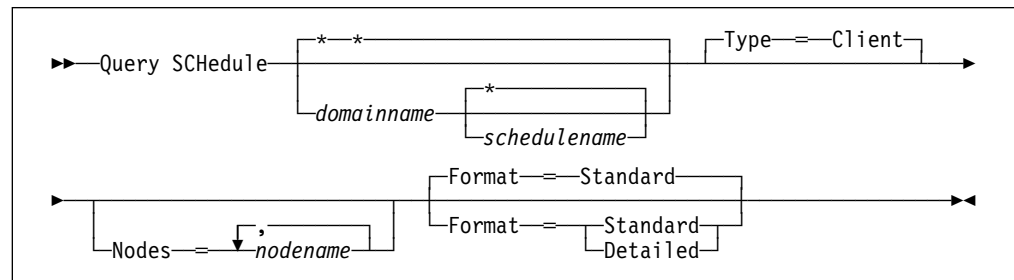 * *
Type = Client
Query SCHedule
*
domainname
schedulename
Format = Standard
,
Format = Standard
Nodes = nodename
Detailed